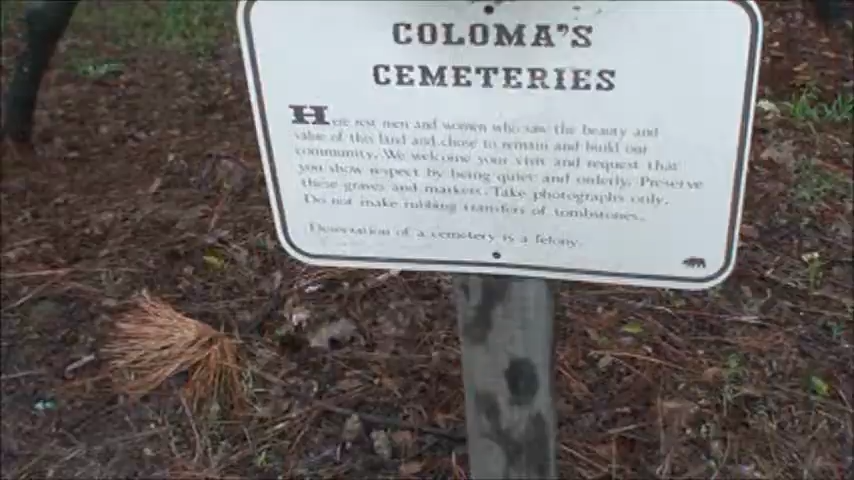 COLOMA'S
CEMETERIES
Here rest men and women who saw the beauty and
value of this land and chose to remain and build our
community. We welcome your visit and request that
you show respect by being quiet and orderly. Preserve
these graves and markers. Take photographs only.
Do not make rubbing transfers of tombstones.
Desecration of a cemetery is a felony.